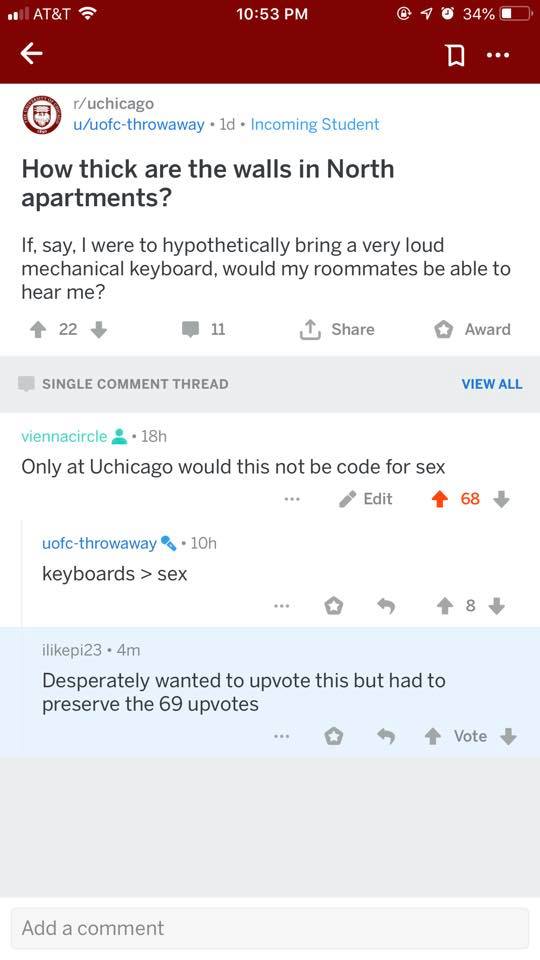 AT&T 10:53 PM 34%
r/uchicago
u/uofc-throwaway • 1d • Incoming Student
How thick are the walls in North
apartments?
If, say, I were to hypothetically bring a very loud
mechanical keyboard, would my roommates be able to
hear me?
22 11 Share Award
SINGLE COMMENT THREAD VIEW ALL
viennacircle • 18h
Only at Uchicago would this not be code for sex
... Edit 68
uofc-throwaway • 10h
keyboards > sex
... 8
ilikepi23 • 4m
Desperately wanted to upvote this but had to
preserve the 69 upvotes
... Vote
Add a comment